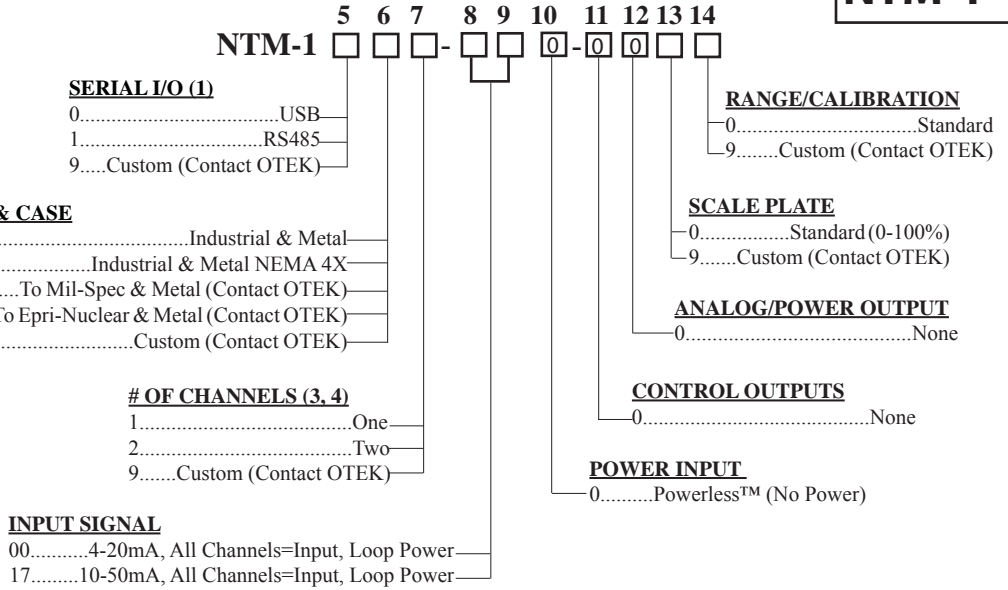 5 6 7 8 9 10 11 12 13 14
NTM-1 - 0 - 0 0
SERIAL I/O (1)
0................................USB
1..............................RS485
9.....Custom (Contact OTEK)
& CASE
...............................Industrial & Metal
..................Industrial & Metal NEMA 4X
....To Mil-Spec & Metal (Contact OTEK)
To Epri-Nuclear & Metal (Contact OTEK)
......................Custom (Contact OTEK)
# OF CHANNELS (3, 4)
1..................................One
2..................................Two
9.......Custom (Contact OTEK)
INPUT SIGNAL
00...........4-20mA, All Channels=Input, Loop Power
17.........10-50mA, All Channels=Input, Loop Power
RANGE/CALIBRATION
0.............................Standard
9........Custom (Contact OTEK)
SCALE PLATE
0..............Standard (0-100%)
9.......Custom (Contact OTEK)
ANALOG/POWER OUTPUT
0....................................None
CONTROL OUTPUTS
0....................................None
POWER INPUT
0..........Powerless™ (No Power)